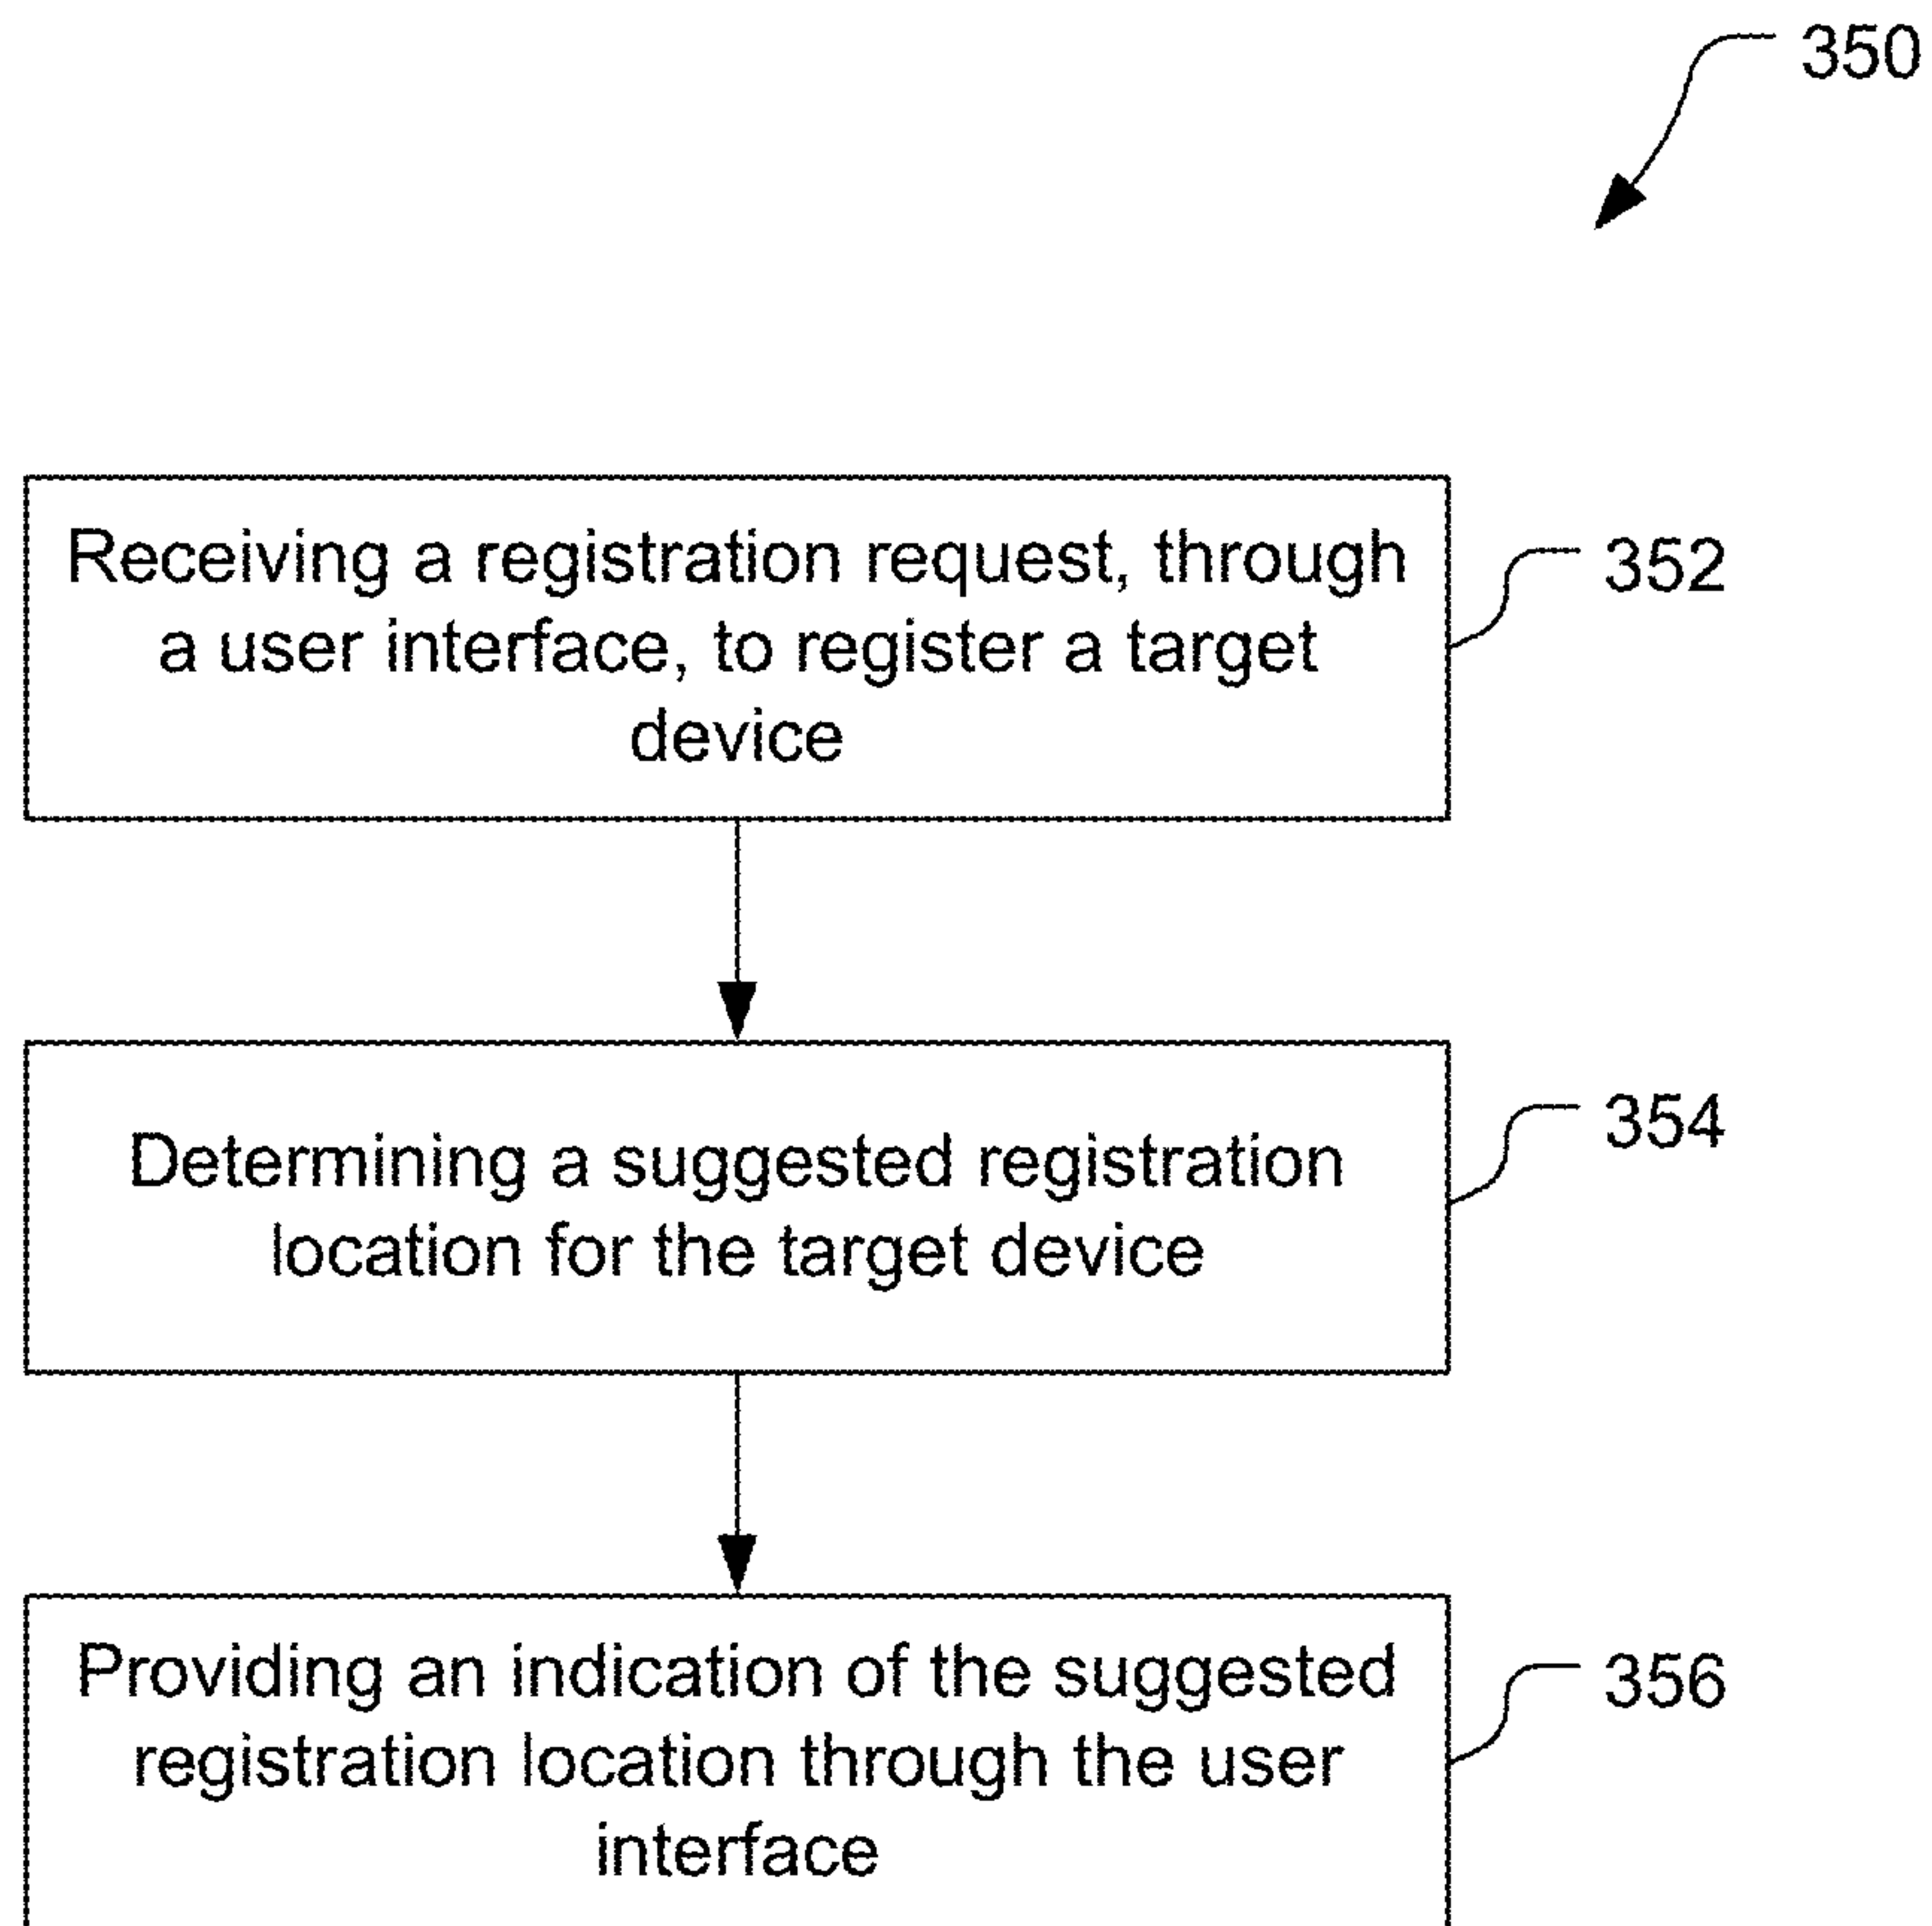 350
Receiving a registration request, through
a user interface, to register a target
device
352
Determining a suggested registration
location for the target device
354
Providing an indication of the suggested
registration location through the user
interface
356